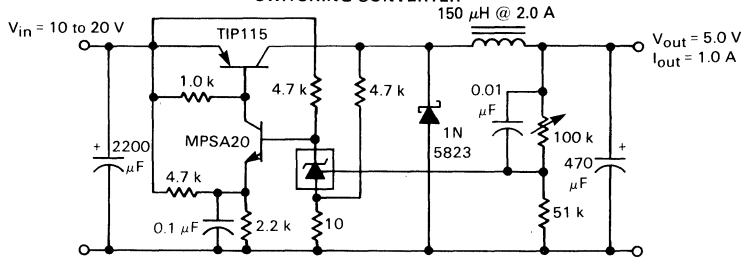 SWITCHING CONVERTER
150 μH @ 2.0 A
Vin = 10 to 20 V
TIP115
Vout = 5.0 V
Iout = 1.0 A
1.0 k
4.7 k
4.7 k
0.01
μF
MPSA20
1N
5823
100 k
+
2200
μF
+
470
μF
4.7 k
0.1 μF
2.2 k
10
51 k